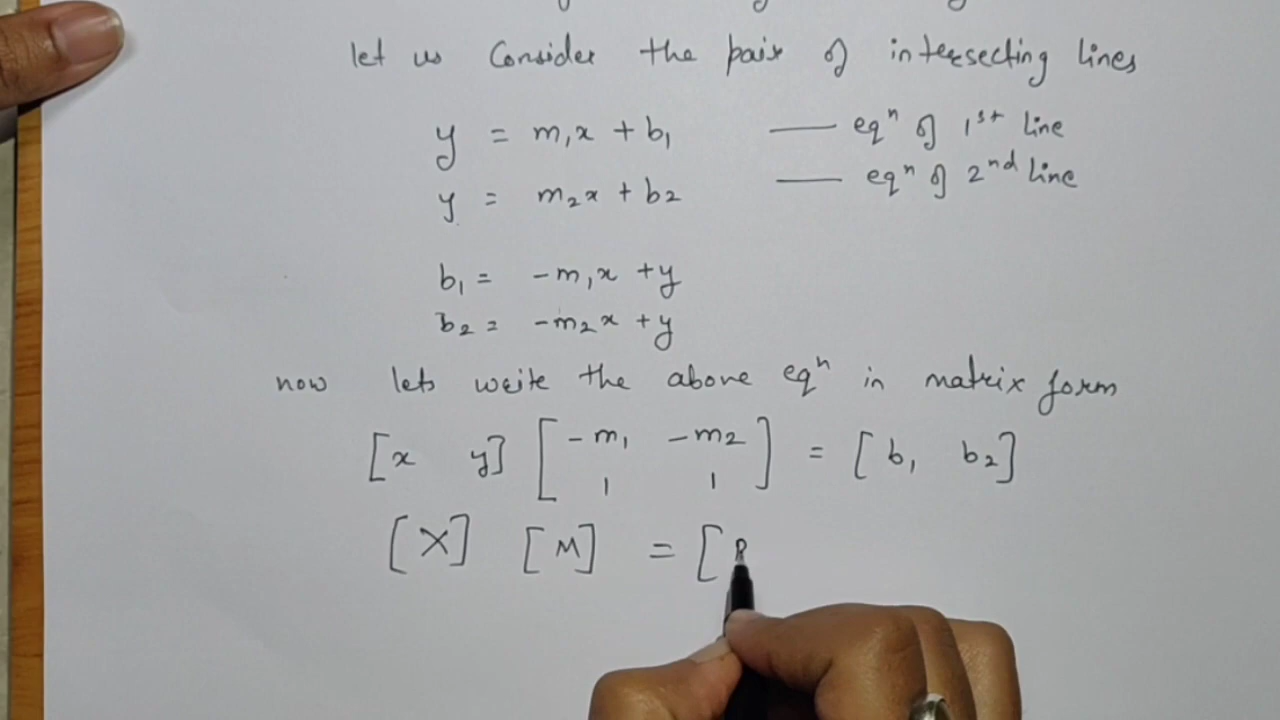 let us Consider the pair of intersecting lines
y = m₁x + b₁ —— eqⁿ of 1ˢᵗ line
y = m₂x + b₂ —— eqⁿ of 2ⁿᵈ line
b₁ = -m₁x + y
b₂ = -m₂x + y
now lets write the above eqⁿ in matrix form
[x y] [-m₁ -m₂] = [b₁ b₂]
1 1
[X] [M] = [